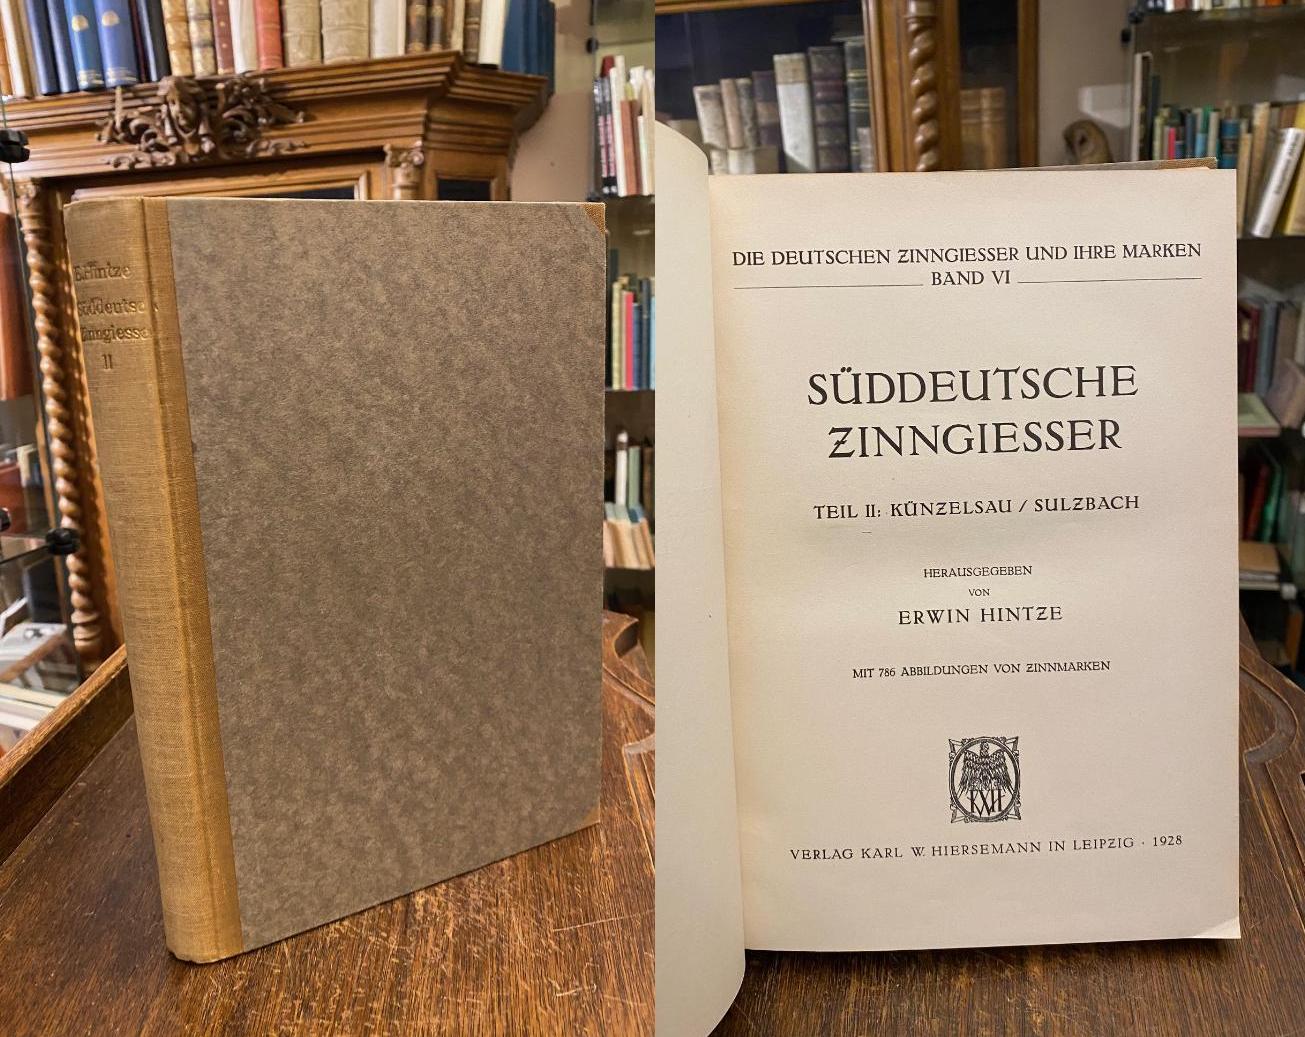 E. Hintze
Süddeutsche
Zinngiesser
II
DIE DEUTSCHEN ZINNGIESSER UND IHRE MARKEN
BAND VI
SÜDDEUTSCHE
ZINNGIESSER
TEIL II: KÜNZELSAU / SULZBACH
HERAUSGEGEBEN
VON
ERWIN HINTZE
MIT 786 ABBILDUNGEN VON ZINNMARKEN
KWH
VERLAG KARL W. HIERSEMANN IN LEIPZIG · 1928